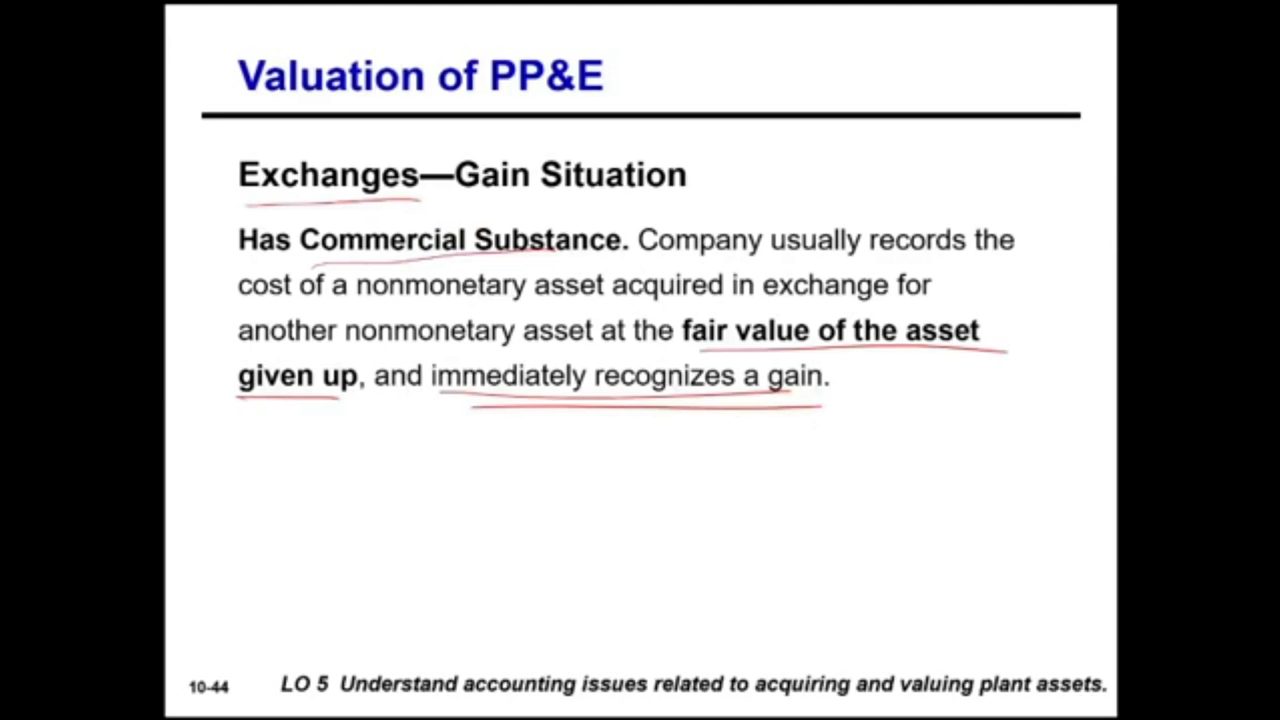 Valuation of PP&E
Exchanges—Gain Situation
Has Commercial Substance. Company usually records the
cost of a nonmonetary asset acquired in exchange for
another nonmonetary asset at the fair value of the asset
given up, and immediately recognizes a gain.
10-44 LO 5 Understand accounting issues related to acquiring and valuing plant assets.